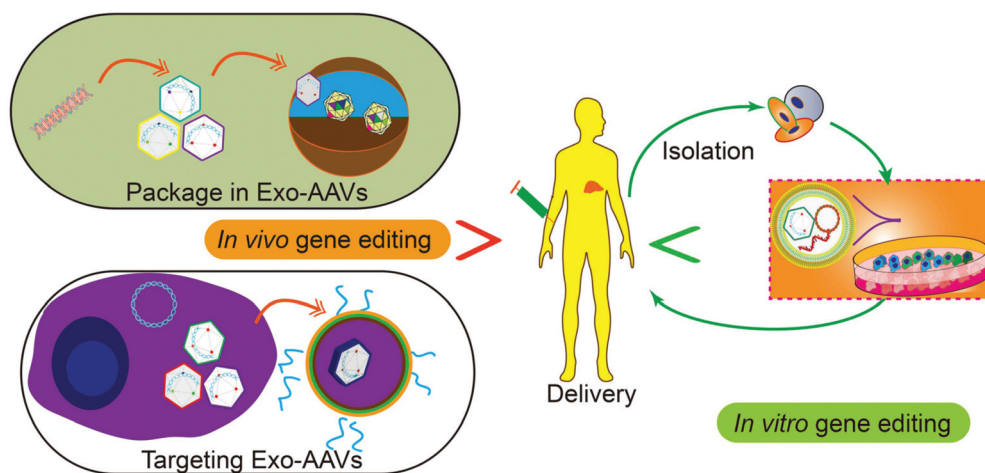 Package in Exo-AAVs
In vivo gene editing
Targeting Exo-AAVs
Isolation
Delivery
In vitro gene editing